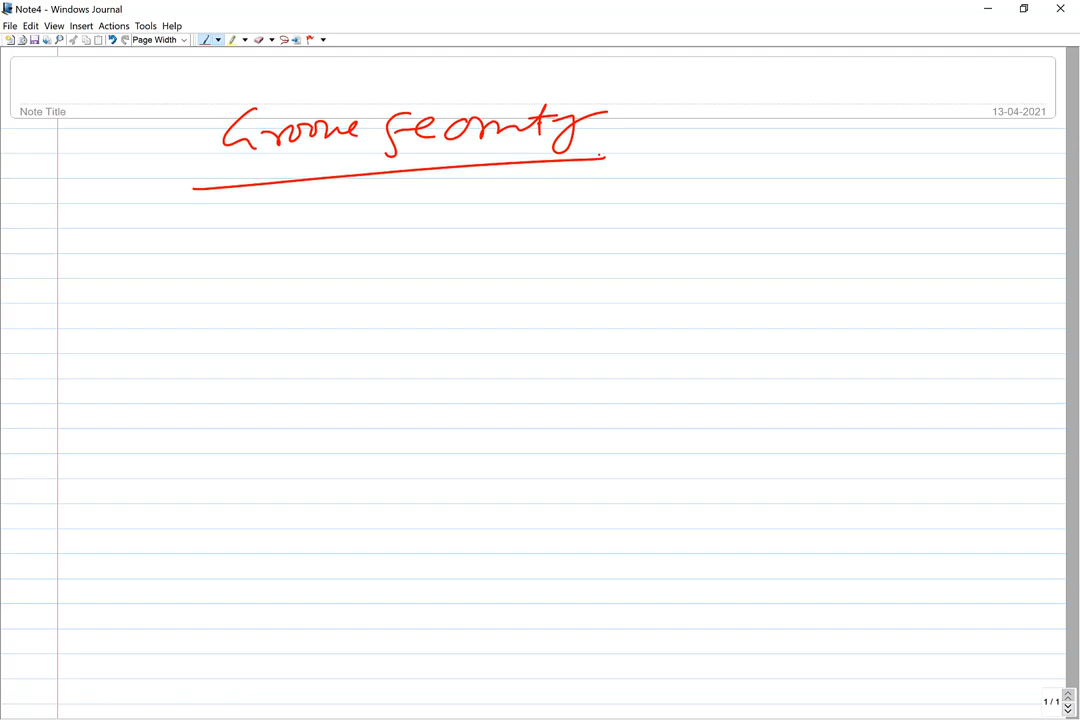 Note4 - Windows Journal
File Edit View Insert Actions Tools Help
Page Width
Groove geomty
Note Title
13-04-2021
1 / 1